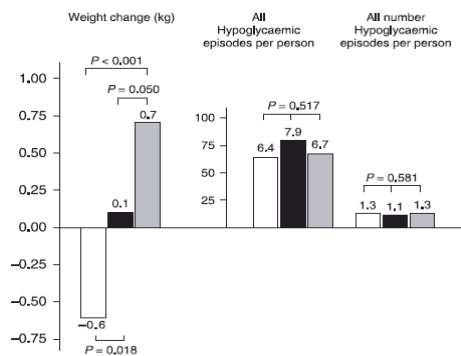 Weight change (kg)
All
Hypoglycaemic
episodes per person
All number
Hypoglycaemic
episodes per person
P < 0.001
P = 0.050
0.7
0.1
–0.6
P = 0.018
1.00
0.75
0.50
0.25
0.00
–0.25
–0.50
–0.75
P = 0.517
6.4
7.9
6.7
100
75
50
25
P = 0.581
1.3 1.1 1.3